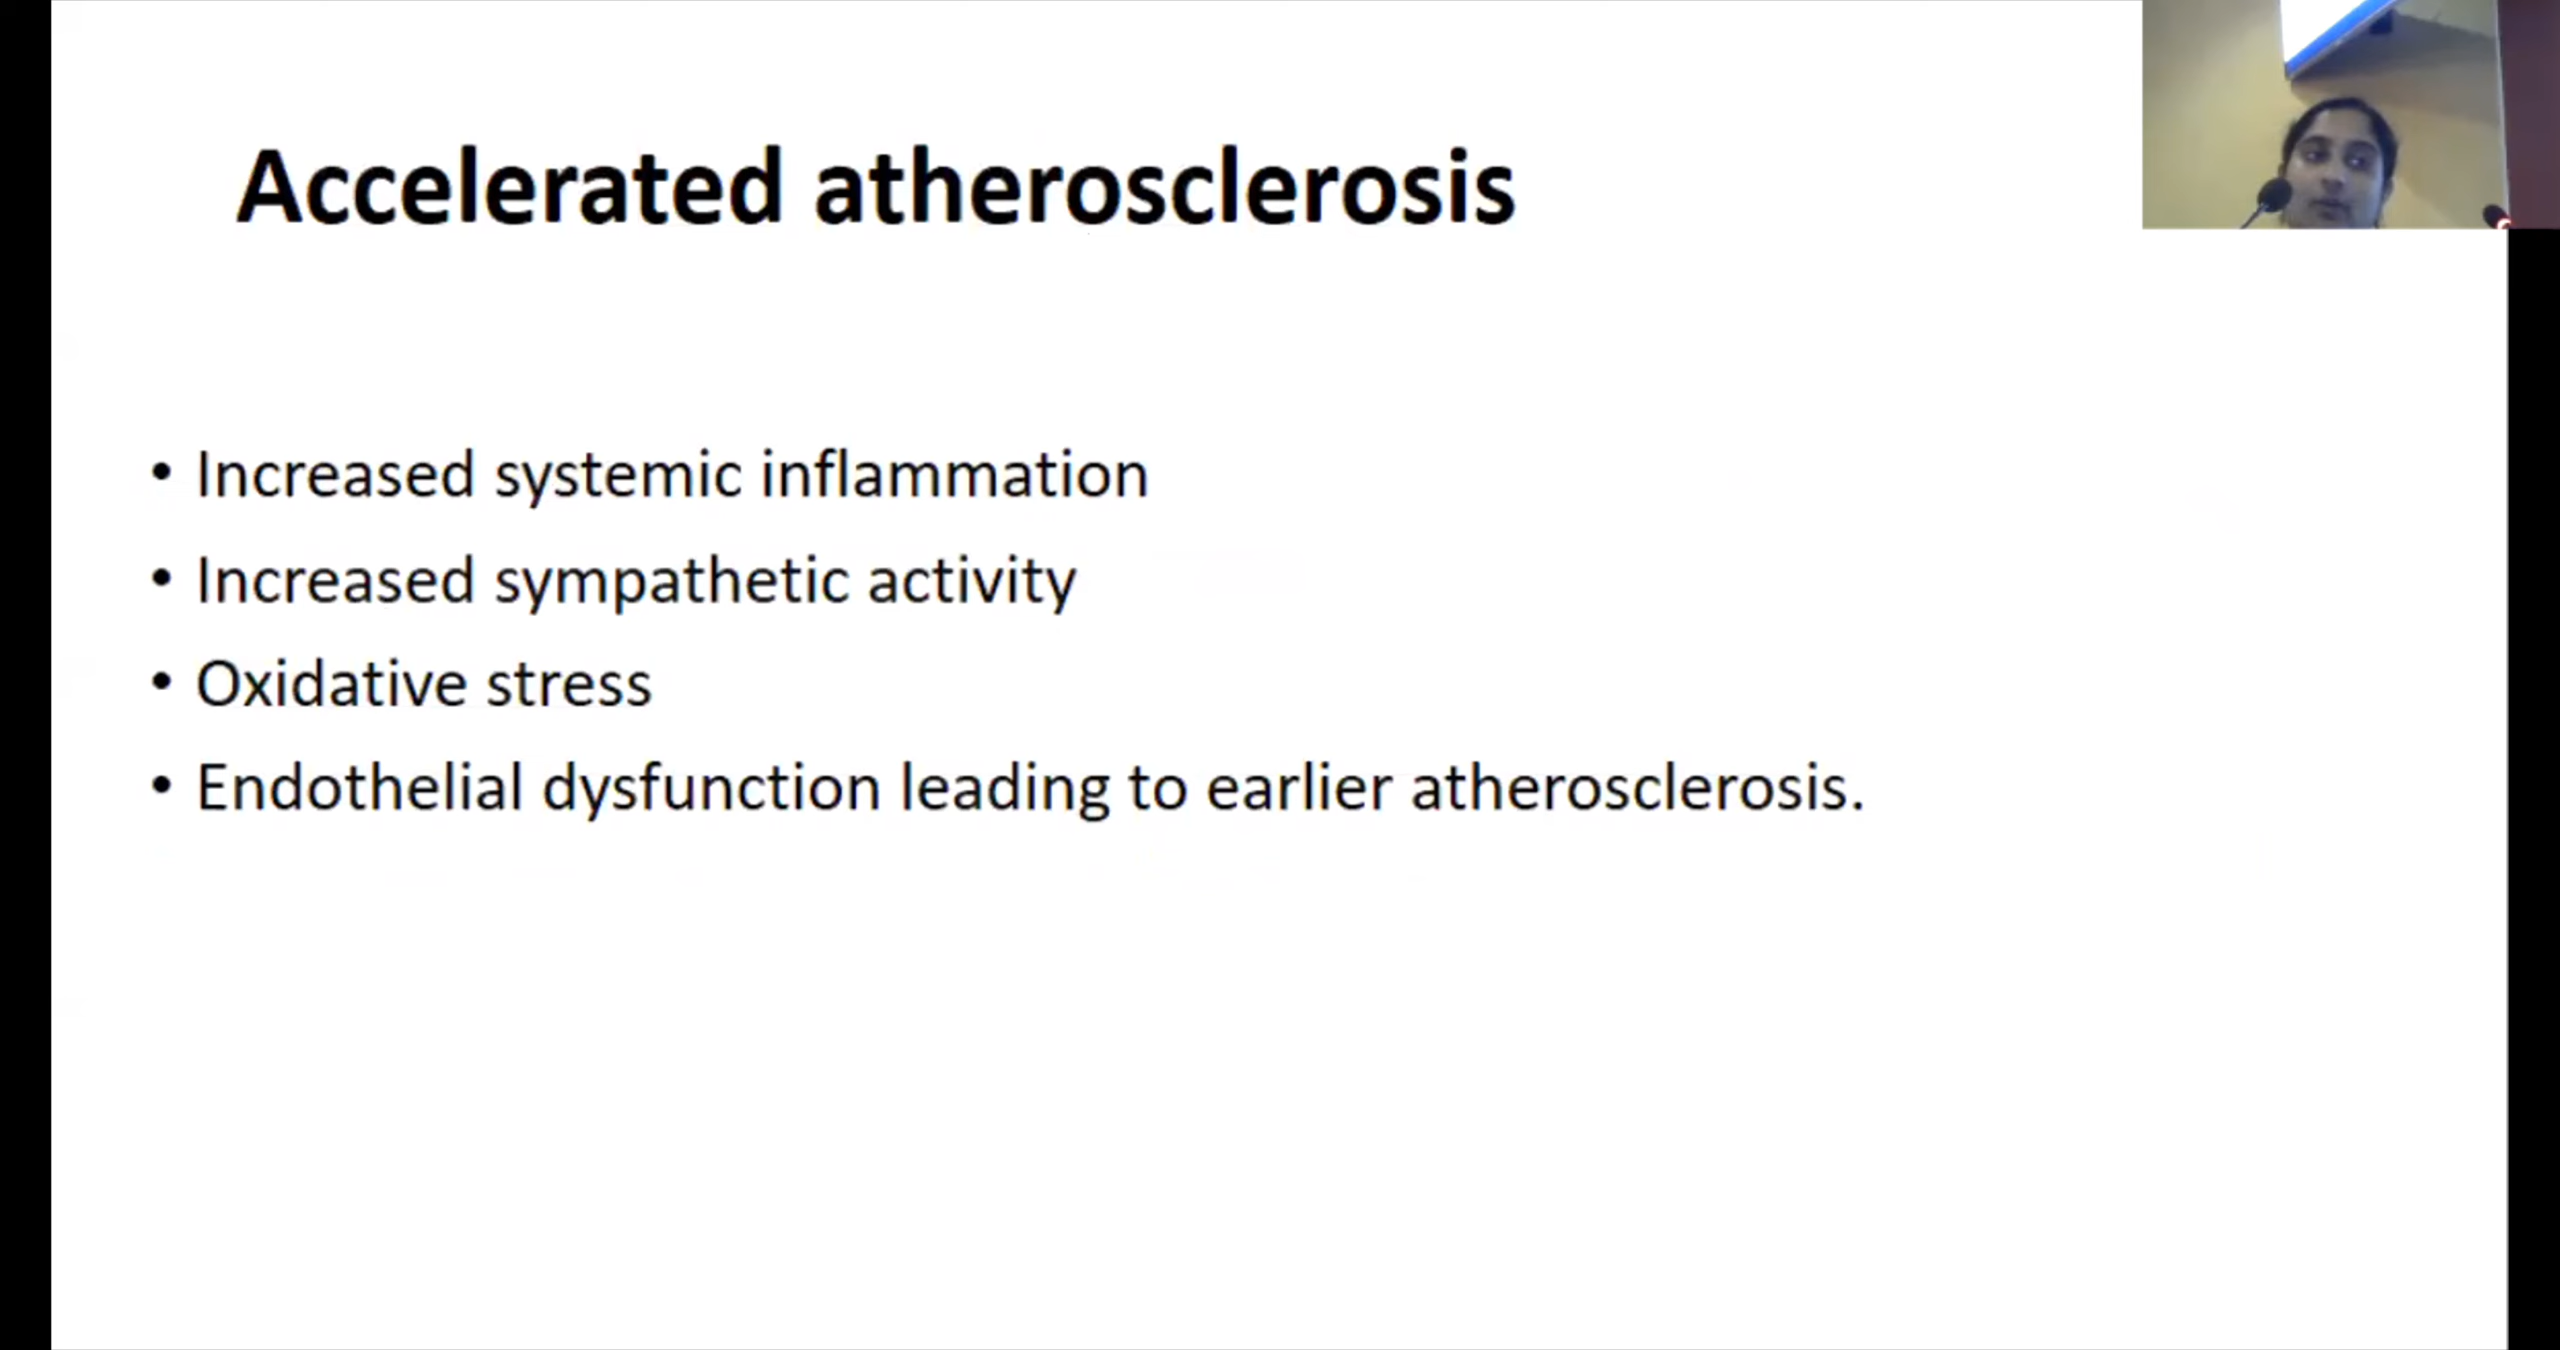 Accelerated atherosclerosis
• Increased systemic inflammation
• Increased sympathetic activity
• Oxidative stress
• Endothelial dysfunction leading to earlier atherosclerosis.